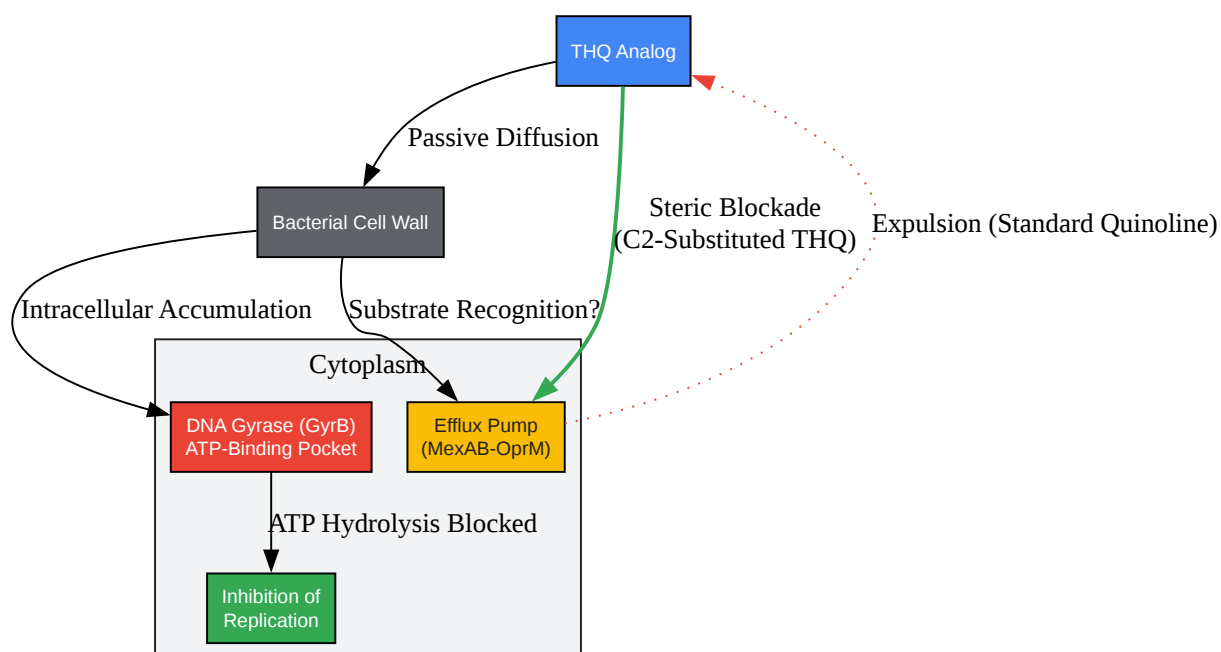 THQ Analog
Passive Diffusion
Bacterial Cell Wall
Steric Blockade
(C2-Substituted THQ)
Expulsion (Standard Quinoline)
Intracellular Accumulation
Substrate Recognition?
Cytoplasm
DNA Gyrase (GyrB)
ATP-Binding Pocket
Efflux Pump
(MexAB-OprM)
ATP Hydrolysis Blocked
Inhibition of
Replication